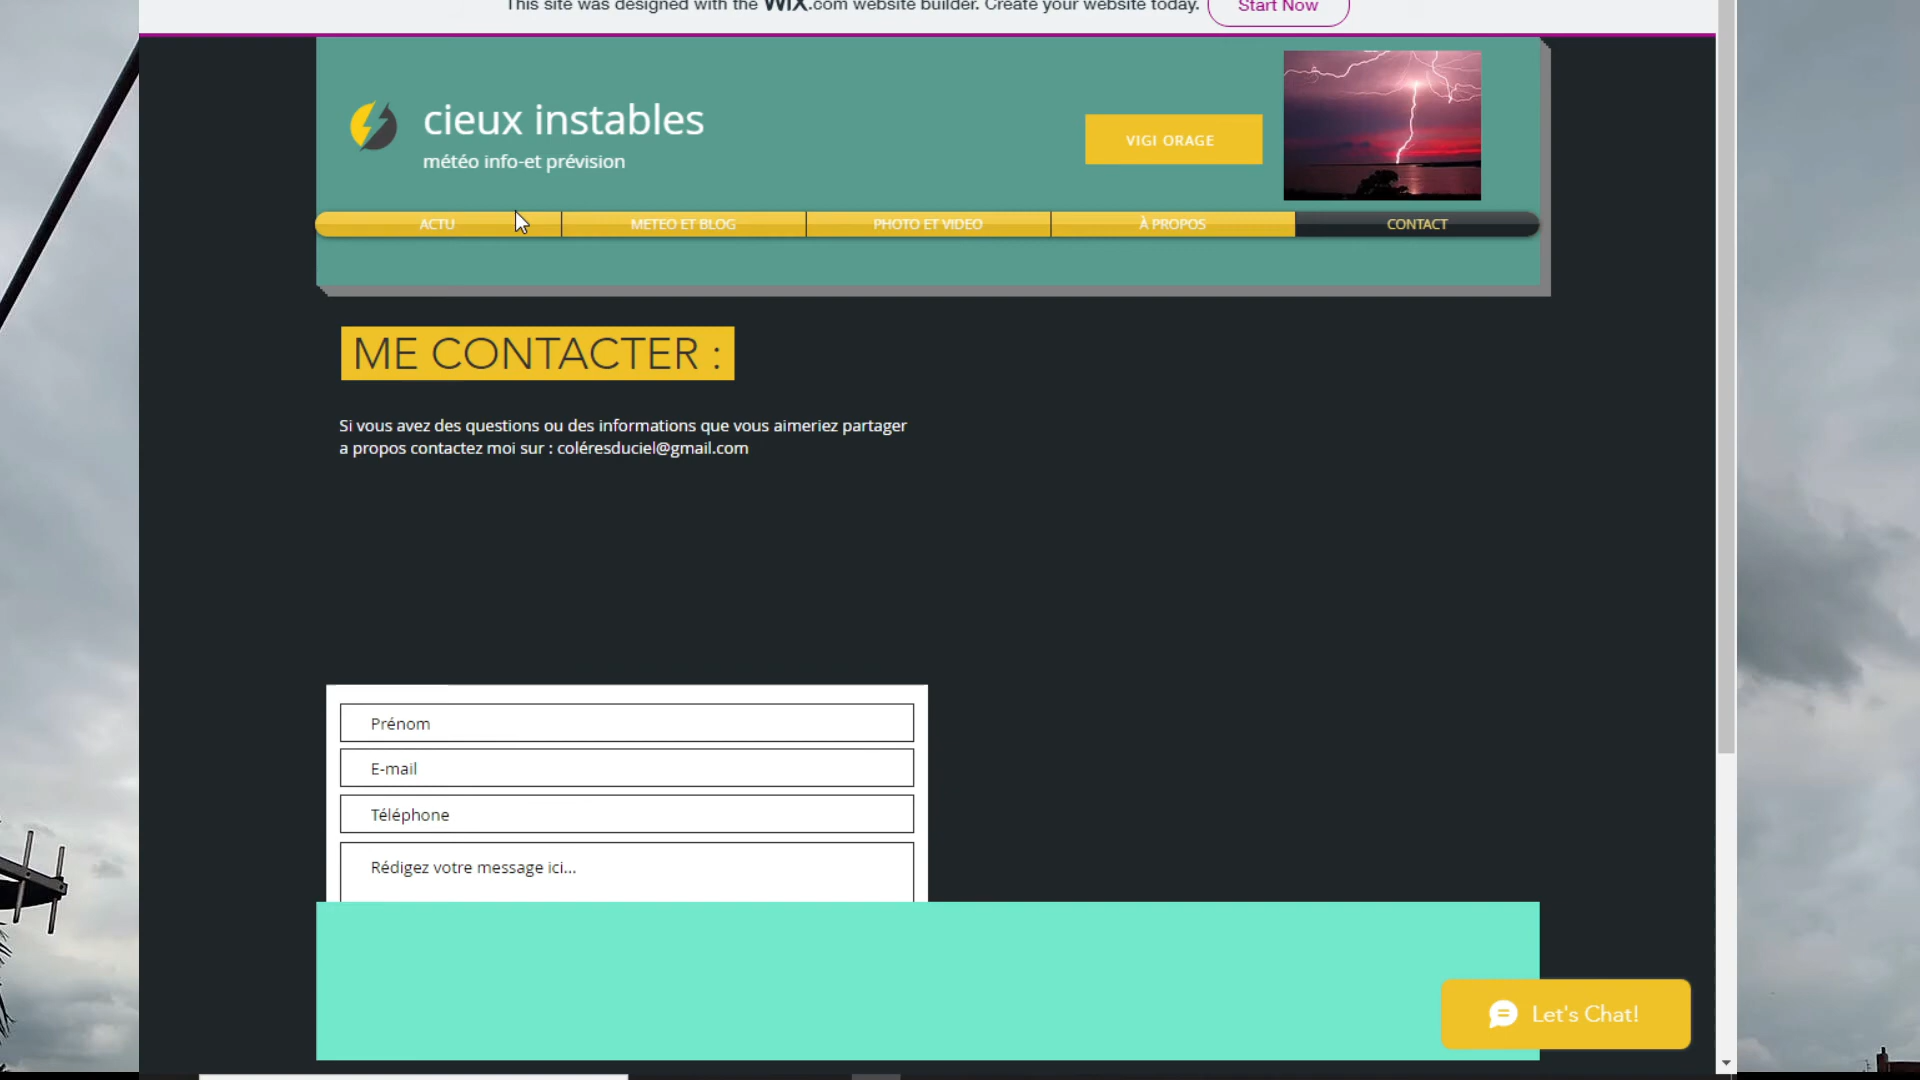 This site was designed with the WIX.com website builder. Create your website today.
Start Now
cieux instables
météo info-et prévision
VIGI ORAGE
ACTU
METEO ET BLOG
PHOTO ET VIDEO
À PROPOS
CONTACT
ME CONTACTER :
Si vous avez des questions ou des informations que vous aimeriez partager
a propos contactez moi sur : coléresduciel@gmail.com
Prénom
E-mail
Téléphone
Rédigez votre message ici...
Let's Chat!